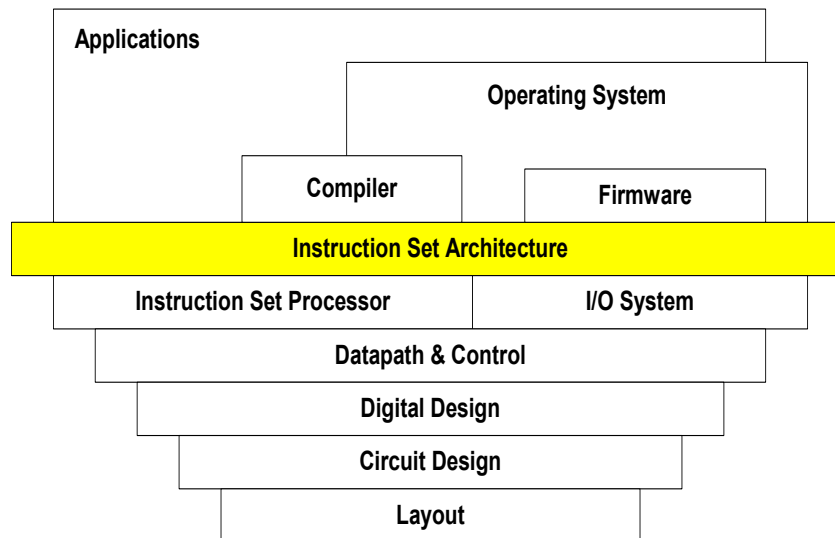 Applications
Operating System
Compiler
Firmware
Instruction Set Architecture
Instruction Set Processor
I/O System
Datapath & Control
Digital Design
Circuit Design
Layout